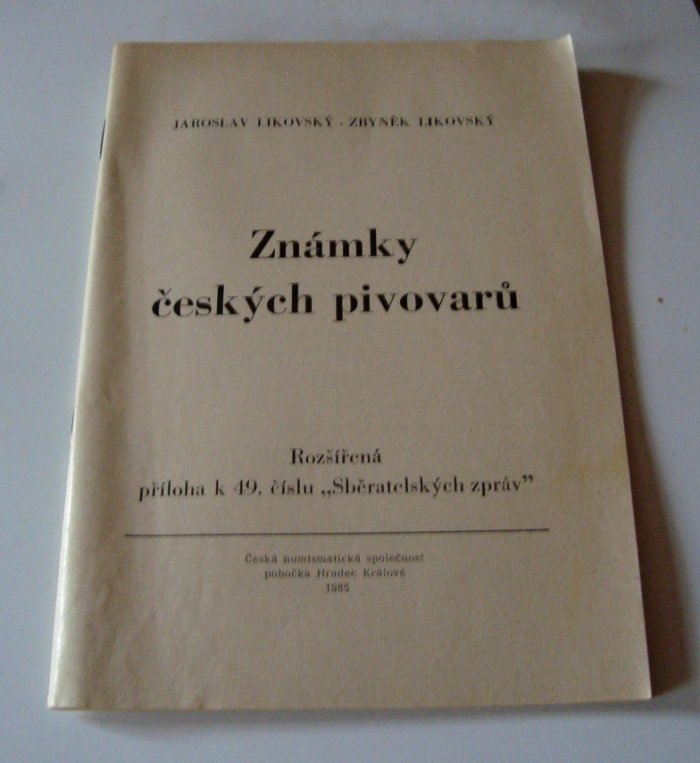 JAROSLAV LIKOVSKÝ - ZBYNĚK LIKOVSKÝ
Známky
českých pivovarů
Rozšířená
příloha k 49. číslu „Sběratelských zpráv”
Česká numismatická společnost
pobočka Hradec Králové
1985